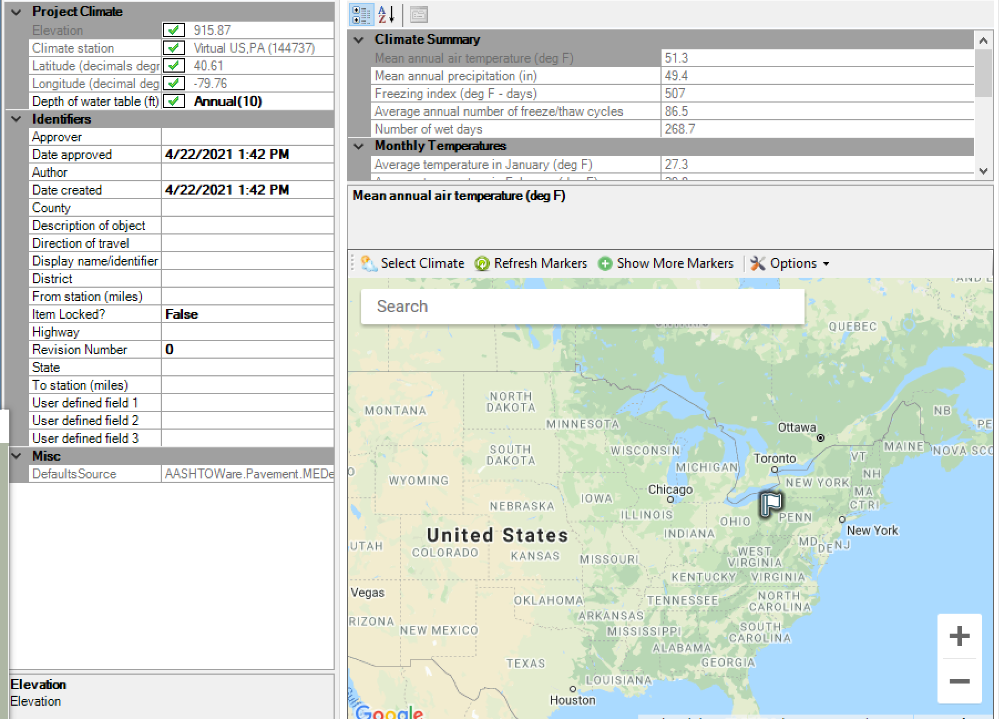 Project Climate
Elevation 915.87
Climate station Virtual US,PA (144737)
Latitude (decimals degr 40.61
Longitude (decimal deg -79.76
Depth of water table (ft) Annual(10)
Identifiers
Approver
Date approved 4/22/2021 1:42 PM
Author
Date created 4/22/2021 1:42 PM
County
Description of object
Direction of travel
Display name/identifier
District
From station (miles)
Item Locked? False
Highway
Revision Number 0
State
To station (miles)
User defined field 1
User defined field 2
User defined field 3
Misc
DefaultsSource AASHTOWare.Pavement.MEDe
Elevation
Elevation
A
Z
Climate Summary
Mean annual air temperature (deg F) 51.3
Mean annual precipitation (in) 49.4
Freezing index (deg F - days) 507
Average annual number of freeze/thaw cycles 86.5
Number of wet days 268.7
Monthly Temperatures
Average temperature in January (deg F) 27.3
Mean annual air temperature (deg F)
Select Climate Refresh Markers Show More Markers Options
Search
ONTARIO
QUEBEC
NORTH
DAKOTA
MONTANA
MINNESOTA
NB
PE
Ottawa
SOUTH
DAKOTA
WISCONSIN
MICHIGAN
Toronto
VT
MAINE
NOVA SCO
NH
O
WYOMING
NEW YORK
MA
CT RI
Chicago
IOWA
NEBRASKA
ILLINOIS
OHIO
PENN
New York
INDIANA
United States
UTAH
COLORADO
KANSAS
MISSOURI
WEST
VIRGINIA
MD
DE NJ
KENTUCKY
VIRGINIA
Vegas
OKLAHOMA
TENNESSEE
NORTH
CAROLINA
RIZONA
NEW MEXICO
ARKANSAS
MISSISSIPPI
SOUTH
CAROLINA
ALABAMA
TEXAS
GEORGIA
LOUISIANA
Houston
Google